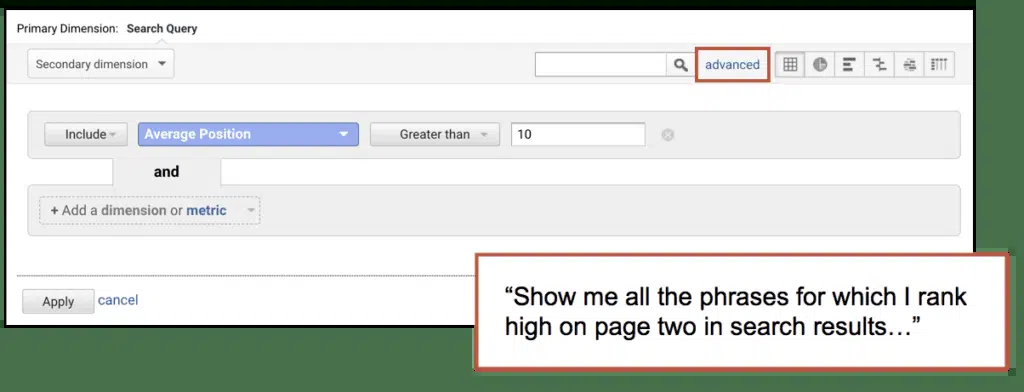 Primary Dimension: Search Query
Secondary dimension advanced
Include Average Position Greater than 10
and
+ Add a dimension or metric
Apply cancel
“Show me all the phrases for which I rank
high on page two in search results…”